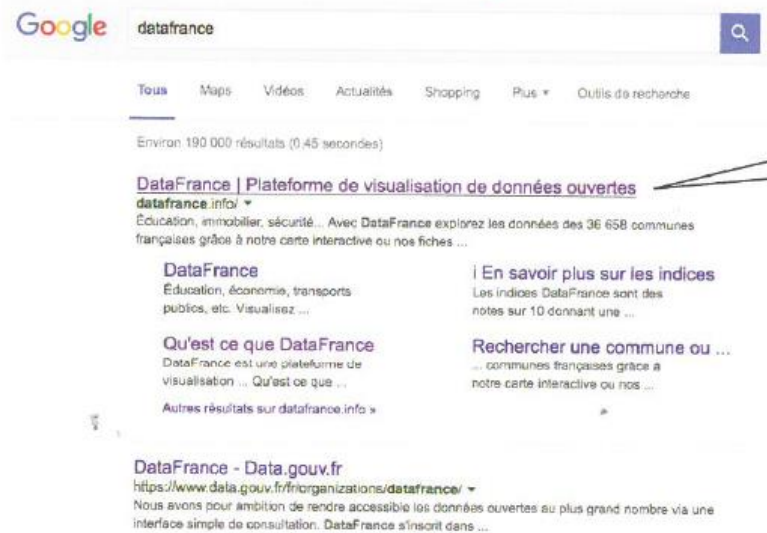 Google datafrance
Tous Maps Vidéos Actualités Shopping Plus Outils de recherche
Environ 190 000 résultats (0,45 secondes)
DataFrance | Plateforme de visualisation de données ouvertes
datafrance.info/
Éducation, immobilier, sécurité... Avec DataFrance explorez les données des 36 658 communes
françaises grâce à notre carte interactive ou nos fiches ...
DataFrance
Éducation, économie, transports
publics, etc. Visualisez ...
i En savoir plus sur les indices
Les indices DataFrance sont des
notes sur 10 donnant une ...
Qu'est ce que DataFrance
DataFrance est une plateforme de
visualisation ... Qu'est ce que ...
Rechercher une commune ou ...
... communes françaises grâce à
notre carte interactive ou nos ...
Autres résultats sur datafrance.info »
DataFrance - Data.gouv.fr
https://www.data.gouv.fr/fr/organizations/datafrance/
Nous avons pour ambition de rendre accessible les données ouvertes au plus grand nombre via une
interface simple de consultation. DataFrance s'inscrit dans ...